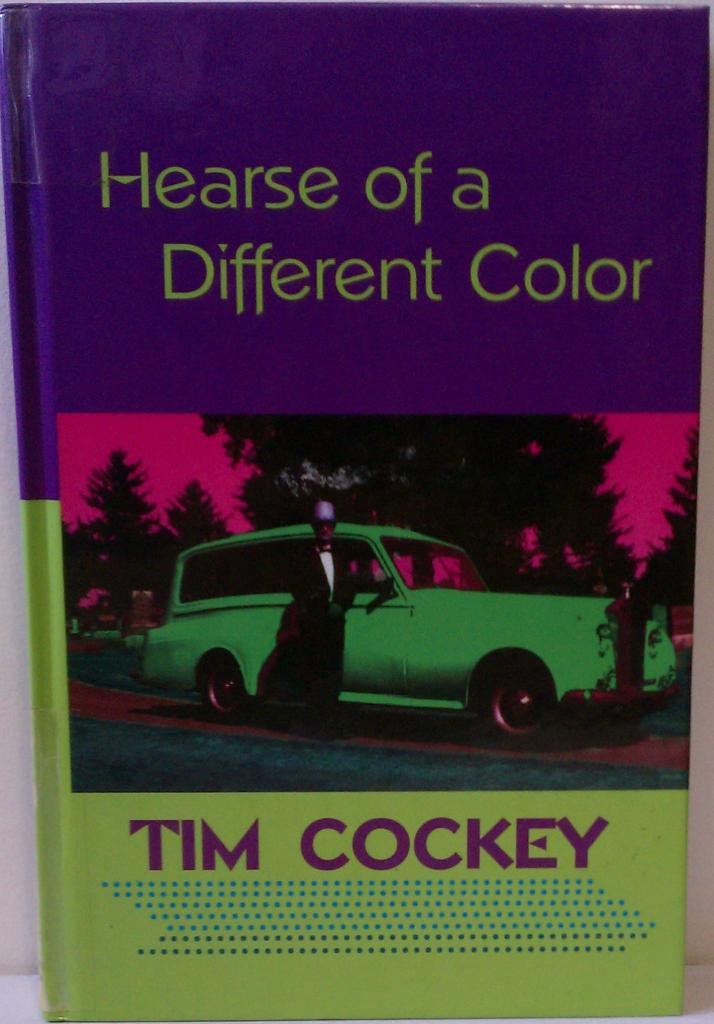 Hearse of a
Different Color
TIM COCKEY